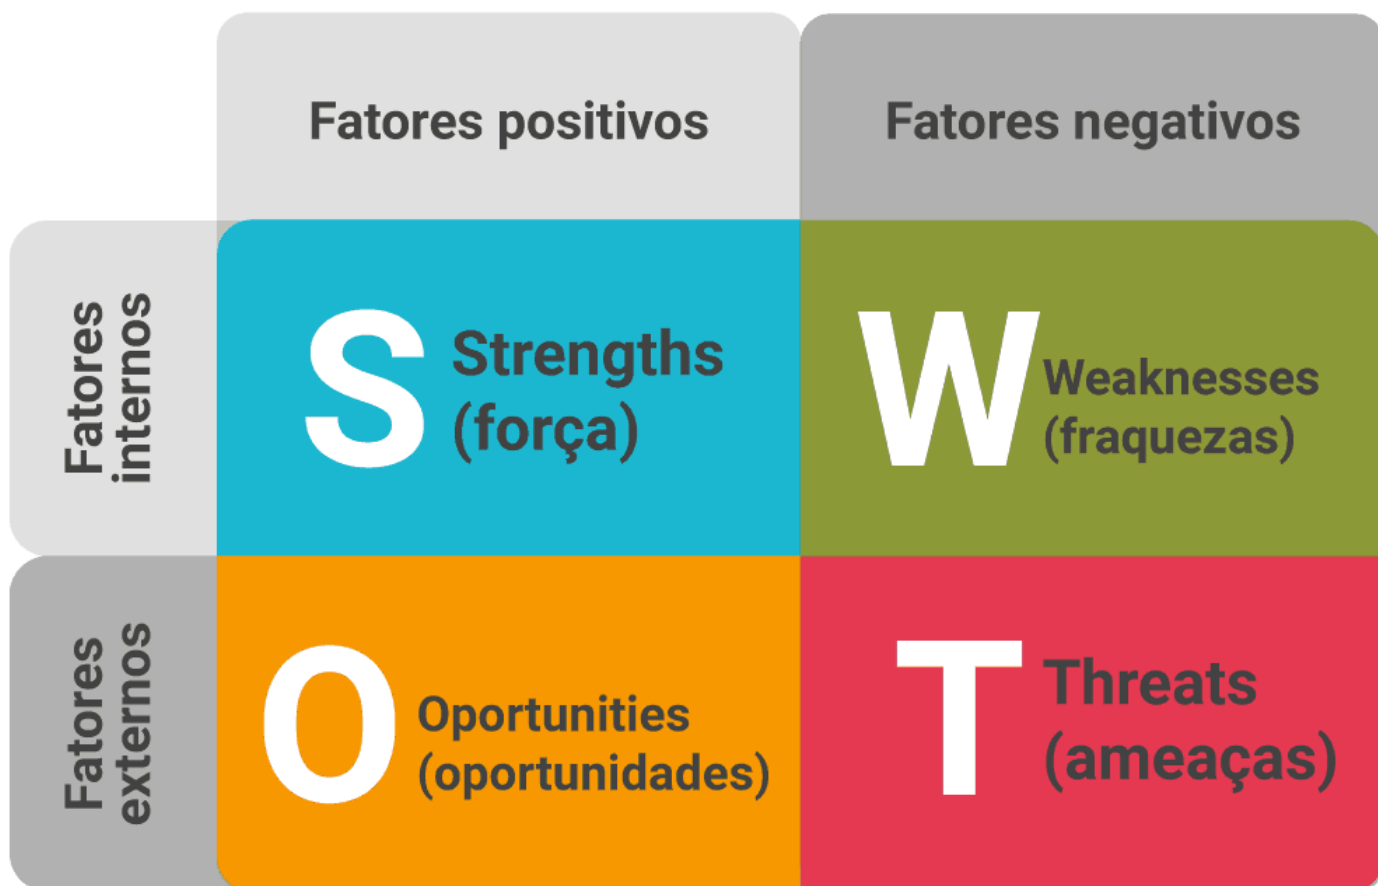 Fatores positivos
Fatores negativos
Fatores
internos
S
Strengths
(força)
W
Weaknesses
(fraquezas)
Fatores
externos
O
Oportunities
(oportunidades)
T
Threats
(ameaças)